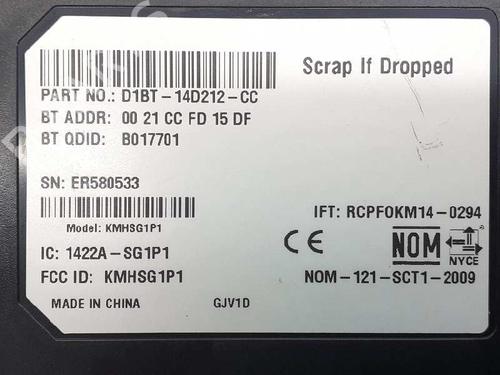 Scrap If Dropped
PART NO.: D1BT-14D212-CC
BT ADDR: 00 21 CC FD 15 DF
BT QDID: B017701
SN: ER580533
Model: KMHSG1P1
IFT: RCPFOKM14-0294
IC: 1422A-SG1P1
CE NOM NYCE
FCC ID: KMHSG1P1
NOM-121-SCT1-2009
MADE IN CHINA GJV1D